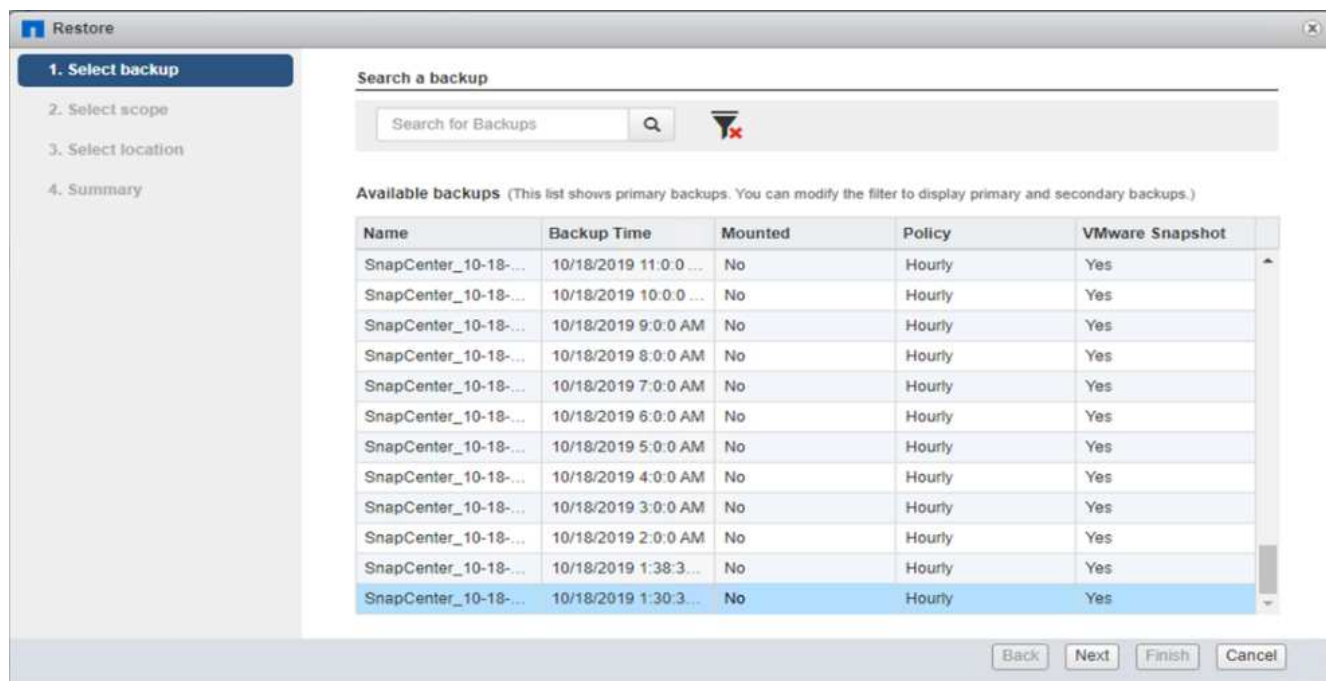 Restore
1. Select backup
2. Select scope
3. Select location
4. Summary
Search a backup
Search for Backups
Available backups (This list shows primary backups. You can modify the filter to display primary and secondary backups.)
Name Backup Time Mounted Policy VMware Snapshot
SnapCenter_10-18-... 10/18/2019 11:0:0 ... No Hourly Yes
SnapCenter_10-18-... 10/18/2019 10:0:0 ... No Hourly Yes
SnapCenter_10-18-... 10/18/2019 9:0:0 AM No Hourly Yes
SnapCenter_10-18-... 10/18/2019 8:0:0 AM No Hourly Yes
SnapCenter_10-18-... 10/18/2019 7:0:0 AM No Hourly Yes
SnapCenter_10-18-... 10/18/2019 6:0:0 AM No Hourly Yes
SnapCenter_10-18-... 10/18/2019 5:0:0 AM No Hourly Yes
SnapCenter_10-18-... 10/18/2019 4:0:0 AM No Hourly Yes
SnapCenter_10-18-... 10/18/2019 3:0:0 AM No Hourly Yes
SnapCenter_10-18-... 10/18/2019 2:0:0 AM No Hourly Yes
SnapCenter_10-18-... 10/18/2019 1:38:3... No Hourly Yes
SnapCenter_10-18-... 10/18/2019 1:30:3... No Hourly Yes
Back Next Finish Cancel